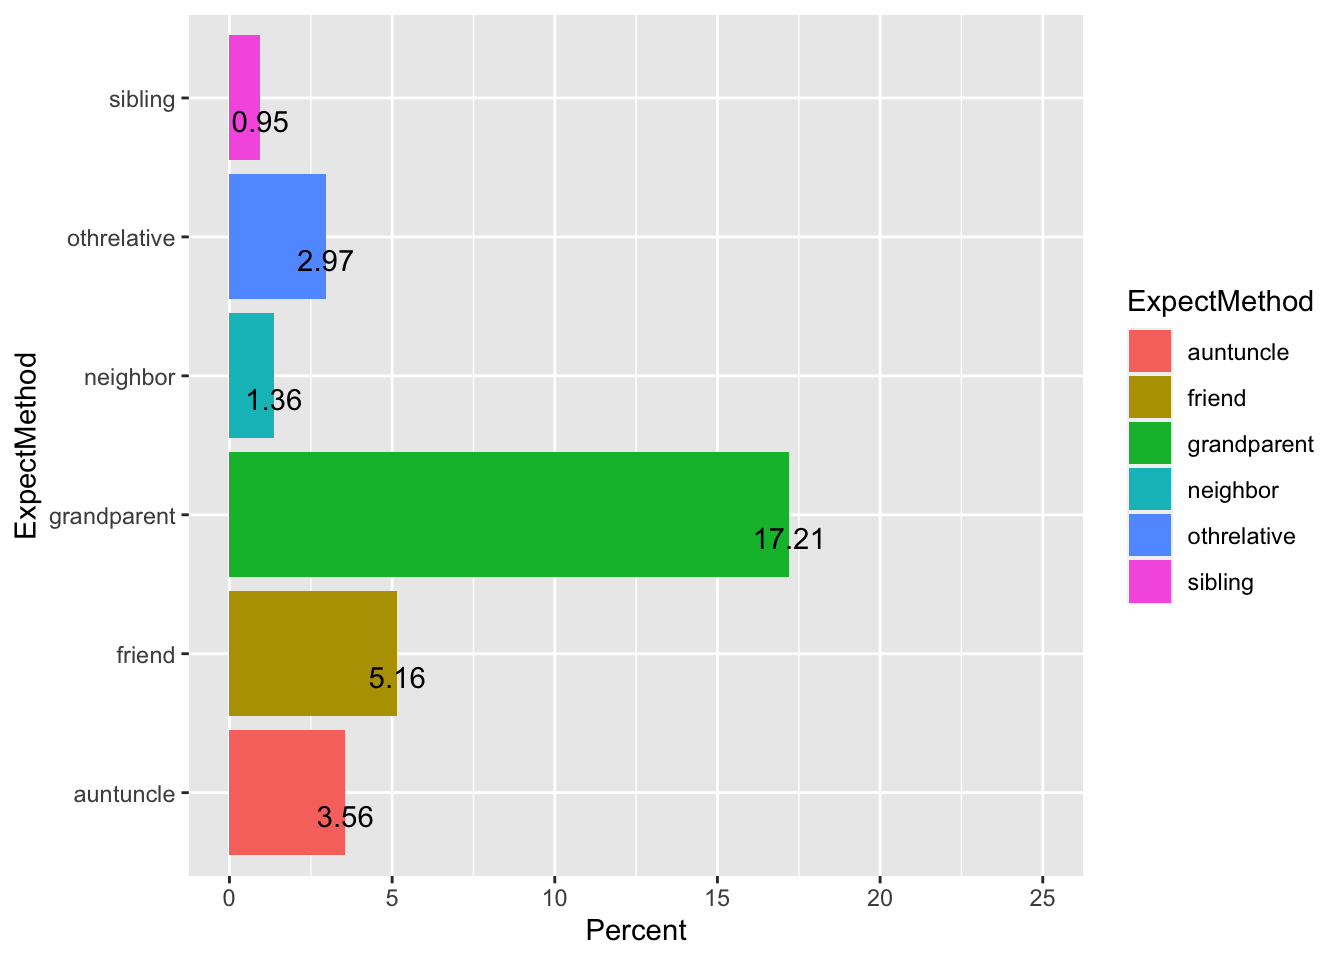 sibling
0.95
othrelative
2.97
neighbor
1.36
grandparent
17.21
friend
5.16
auntuncle
3.56
0 5 10 15 20 25
Percent
ExpectMethod
ExpectMethod
auntuncle
friend
grandparent
neighbor
othrelative
sibling